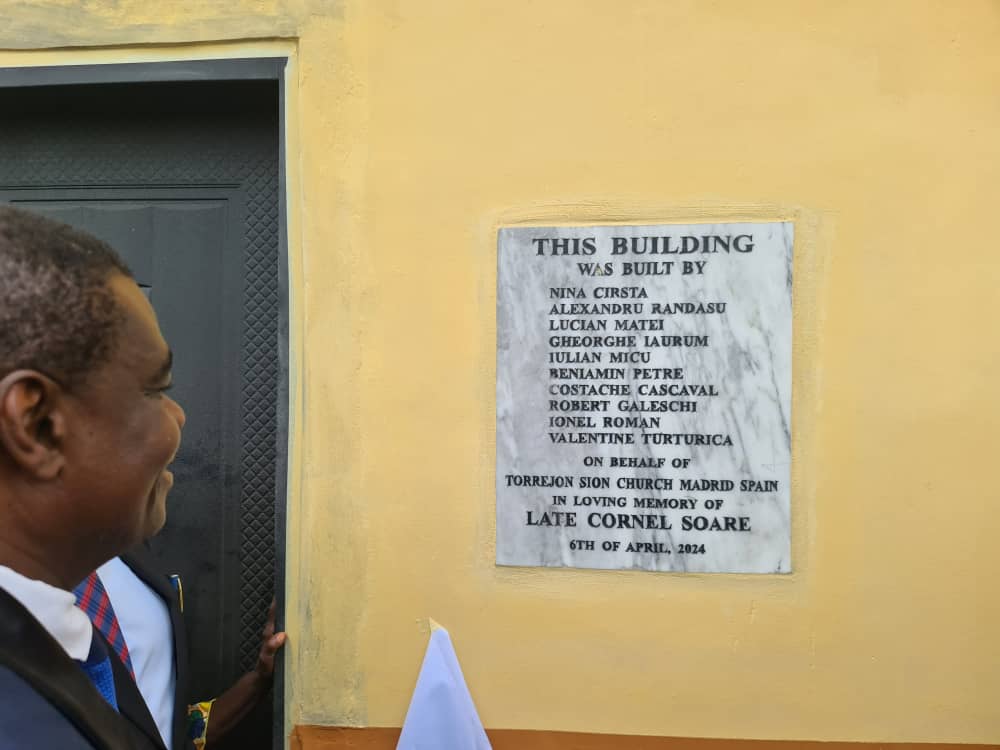 THIS BUILDING
WAS BUILT BY
NINA CIRSTA
ALEXANDRU RANDASU
LUCIAN MATEI
GHEORGHE IAURUM
IULIAN MICU
BENIAMIN PETRE
COSTACHE CASCAVAL
ROBERT GALESCHI
IONEL ROMAN
VALENTINE TURTURICA
ON BEHALF OF
TORREJON SION CHURCH MADRID SPAIN
IN LOVING MEMORY OF
LATE CORNEL SOARE
6TH OF APRIL, 2024